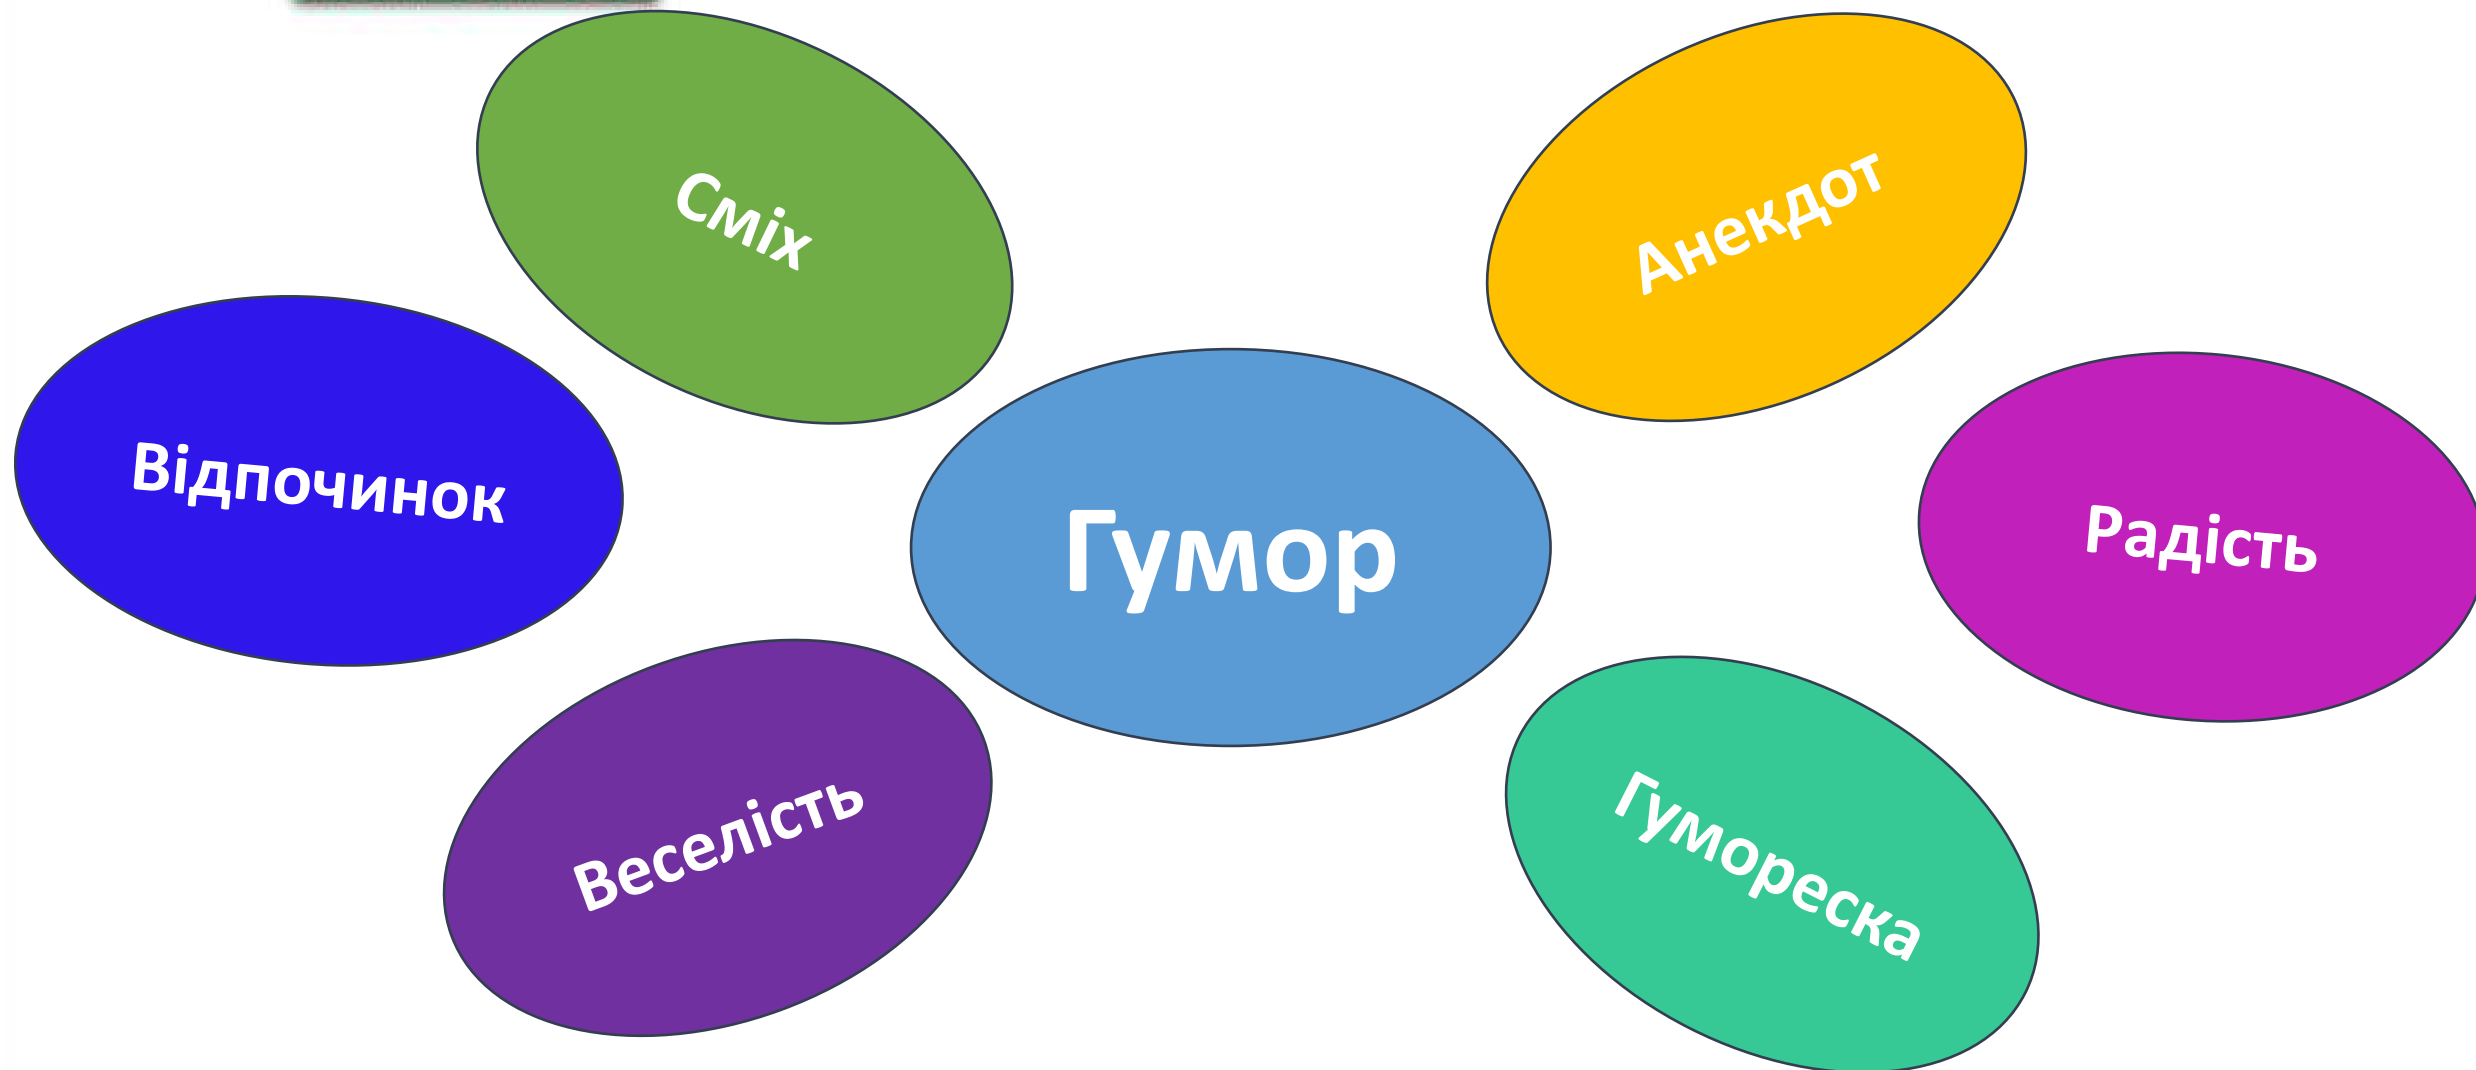 Сміх
Анекдот
Відпочинок
Гумор
Радість
Веселість
Гумореска